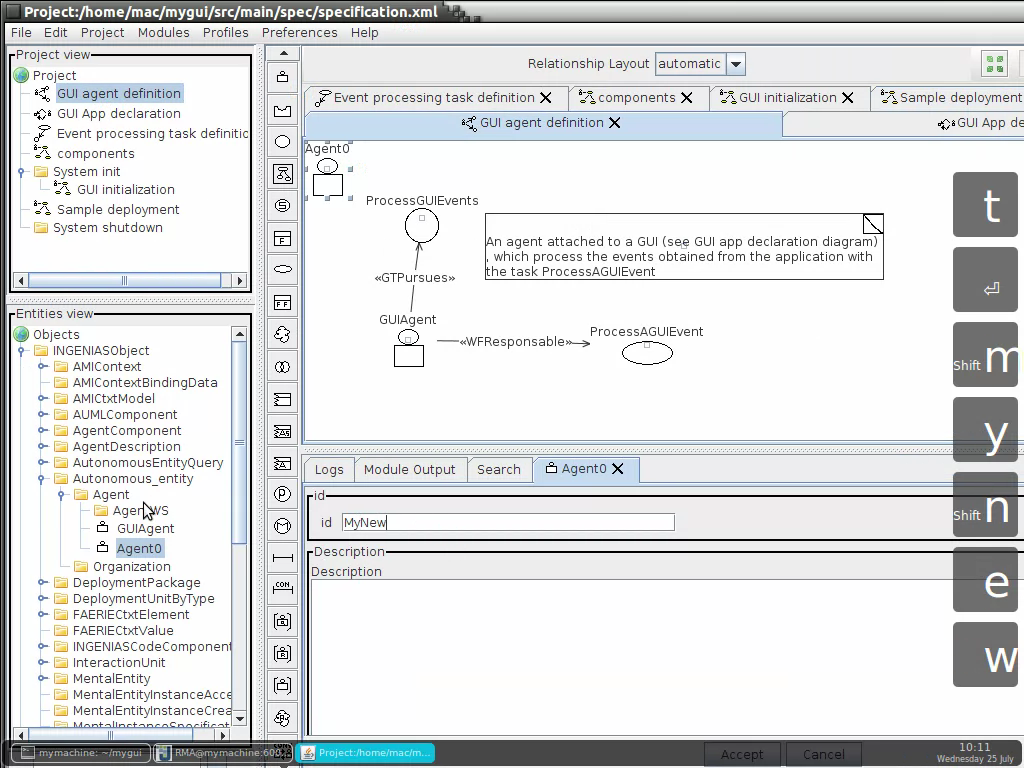 Project:/home/mac/mygui/src/main/spec/specification.xml
File Edit Project Modules Profiles Preferences Help
Project view
Project
GUI agent definition
GUI App declaration
Event processing task definitic
components
System init
GUI initialization
Sample deployment
System shutdown
Entities view
Objects
INGENIASObject
AMIContext
AMIContextBindingData
AMICtxtModel
AUMLComponent
AgentComponent
AgentDescription
AutonomousEntityQuery
Autonomous_entity
Agent
GUIAgent
Agent0
Organization
DeploymentPackage
DeploymentUnitByType
FAERIECtxtElement
FAERIECtxtValue
INGENIASCodeComponent
InteractionUnit
MentalEntity
MentalEntityInstanceAcce
MentalEntityInstanceCrea
MentalInstanceSpecificat
Relationship Layout automatic
Event processing task definition components GUI initialization Sample deployment
GUI agent definition GUI App de
Agent0
ProcessGUIEvents
An agent attached to a GUI (see GUI app declaration diagram)
, which process the events obtained from the application with
the task ProcessAGUIEvent
«GTPursues»
GUIAgent
«WFResponsable»
ProcessAGUIEvent
Logs Module Output Search Agent0
id
id MyNew
Description
Description
Accept Cancel
t
Shift m
y
Shift n
e
w
mymachine: ~/mygui Project:/home/mac/m...
10:11
Wednesday 25 July